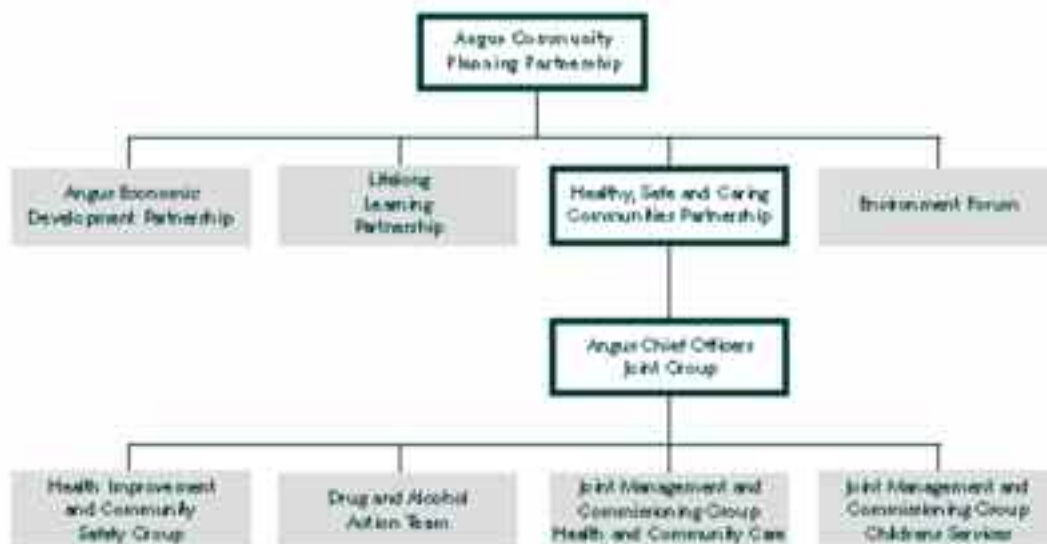 Angus Community
Planning Partnership
Angus Economic
Development Partnership
Lifelong
Learning
Partnership
Healthy, Safe and Caring
Communities Partnership
Environment Forum
Angus Chief Officers
Joint Group
Health Improvement
and Community
Safety Group
Drug and Alcohol
Action Team
Joint Management and
Commissioning Group
Health and Community Care
Joint Management and
Commissioning Group
Childrens Services